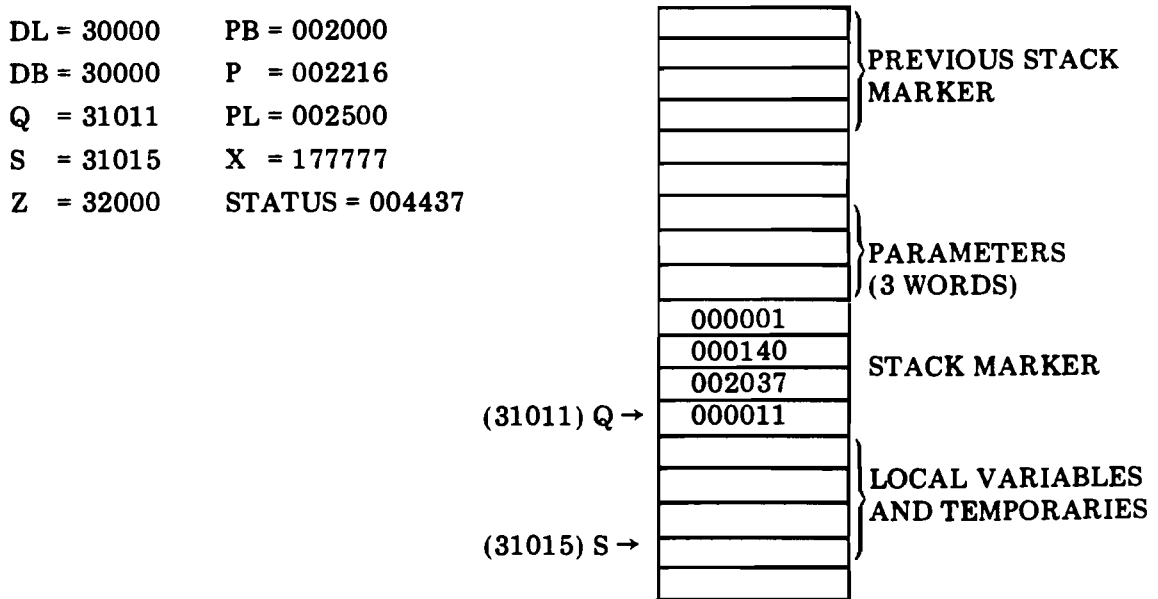 DL = 30000 PB = 002000
DB = 30000 P = 002216
Q = 31011 PL = 002500
S = 31015 X = 177777
Z = 32000 STATUS = 004437
PREVIOUS STACK
MARKER
PARAMETERS
(3 WORDS)
000001
000140
002037
000011
STACK MARKER
(31011) Q →
LOCAL VARIABLES
AND TEMPORARIES
(31015) S →